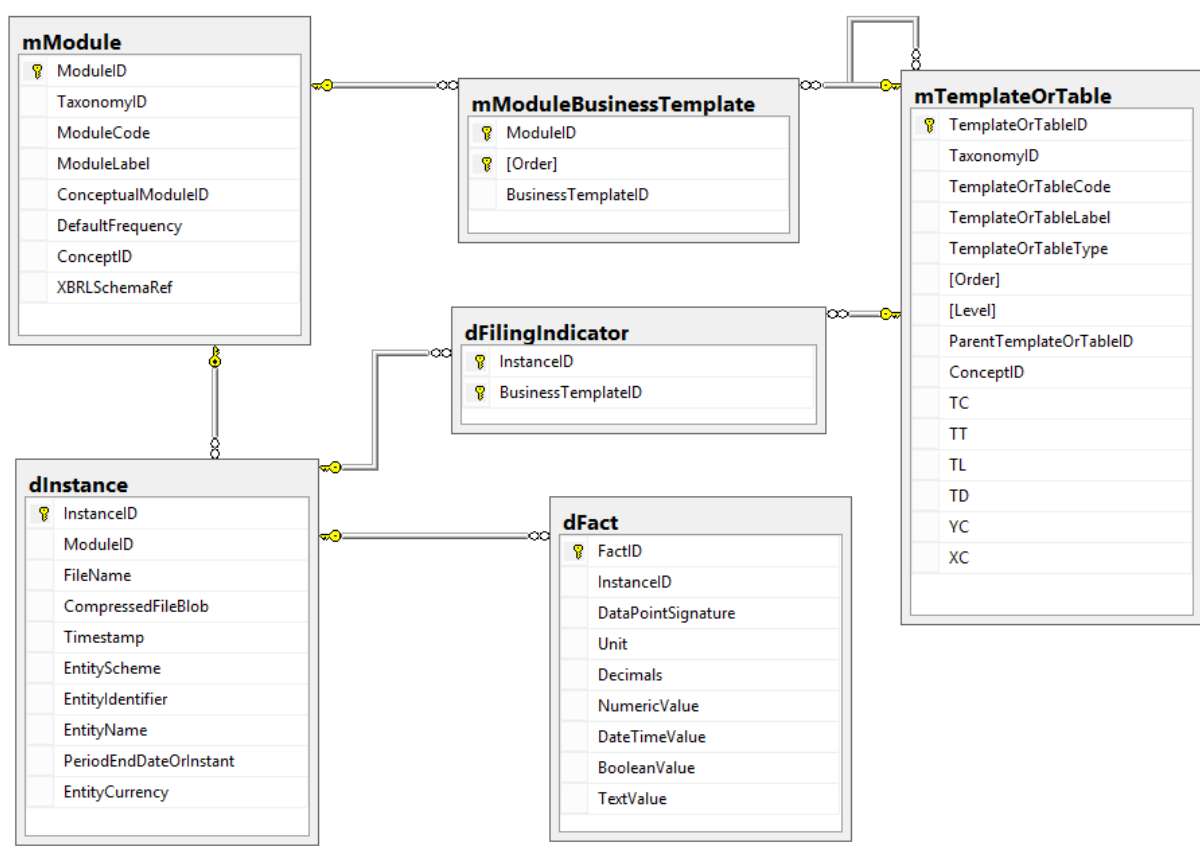 mModule
ModuleID
TaxonomyID
ModuleCode
ModuleLabel
ConceptualModuleID
DefaultFrequency
ConceptID
XBRLSchemaRef
mModuleBusinessTemplate
ModuleID
[Order]
BusinessTemplateID
mTemplateOrTable
TemplateOrTableID
TaxonomyID
TemplateOrTableCode
TemplateOrTableLabel
TemplateOrTableType
[Order]
[Level]
ParentTemplateOrTableID
ConceptID
TC
TT
TL
TD
YC
XC
dFilingIndicator
InstanceID
BusinessTemplateID
dInstance
InstanceID
ModuleID
FileName
CompressedFileBlob
Timestamp
EntityScheme
EntityIdentifier
EntityName
PeriodEndDateOrInstant
EntityCurrency
dFact
FactID
InstanceID
DataPointSignature
Unit
Decimals
NumericValue
DateTimeValue
BooleanValue
TextValue